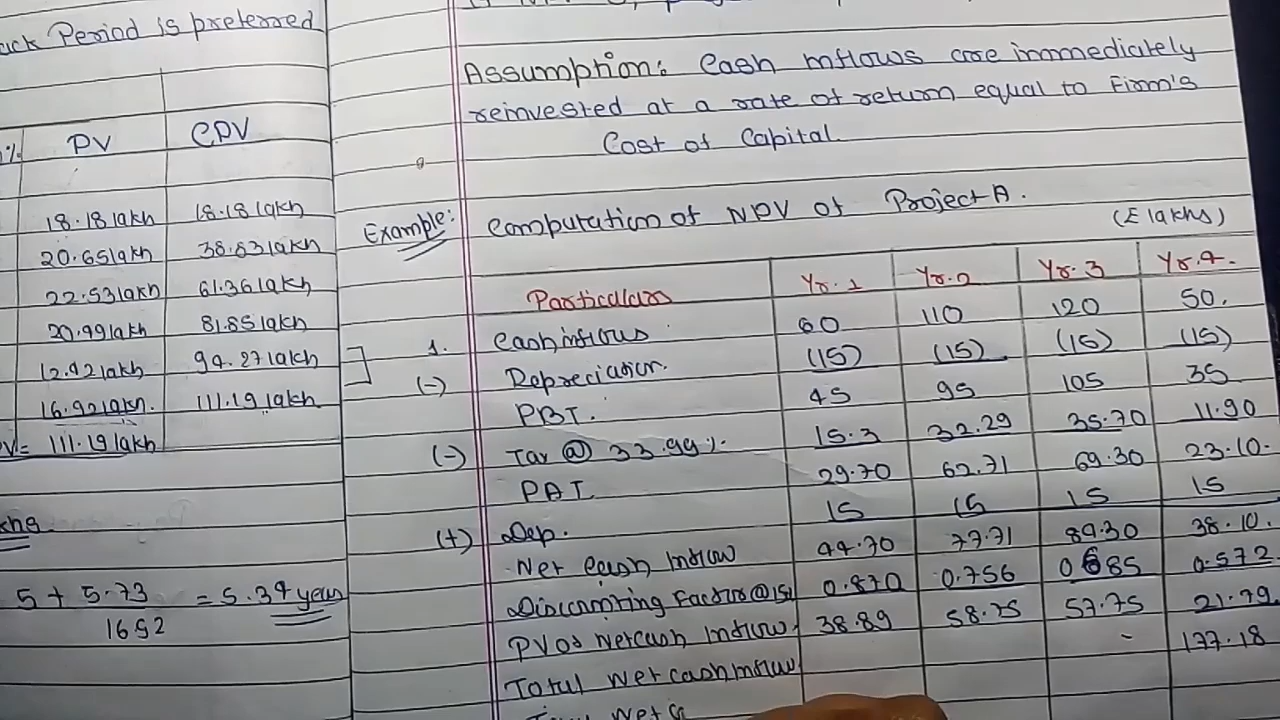 Period is preferred
% PV CPV
18.18 lakh 18.18 lakh
20.65 lakh 38.83 lakh
22.53 lakh 61.36 lakh
20.49 lakh 81.85 lakh
12.42 lakh 94.27 lakh
16.92 lakh. 111.19 lakh
V= 111.19 lakh
5 + 5.73 = 5.34 years
1692
Assumption: Cash inflows are immediately
reinvested at a rate of return equal to Firm's
Cost of Capital
Example: Computation of NPV of Project A.
(£ lakhs)
Particulars Yr.1 Yr.2 Yr.3 Yr.4.
1. Cash inflows 60 110 120 50.
(-) Depreciation. (15) (15) (15) (15)
PBT. 45 95 105 35
(-) Tax @ 33.99%. 15.3 32.29 35.70 11.90
PAT 29.70 62.71 69.30 23.10.
(+) Dep. 15 15 15 15
Net Cash Inflow 44.70 77.71 84.30 38.10.
Discounting Factors @15% 0.870 0.756 0.685 0.572
PV of Net cash Inflow. 38.89 58.75 57.75 21.79
Total Net cash inflow - 177.18
Net